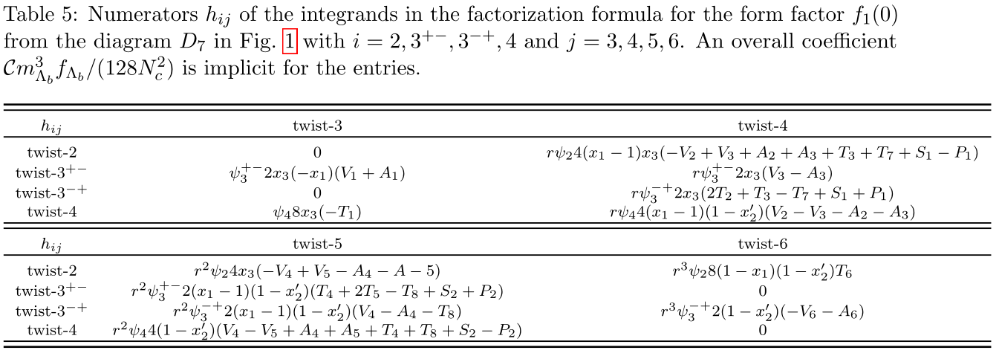 Table 5: Numerators $h_{ij}$ of the integrands in the factorization formula for the form factor $f_1(0)$
from the diagram $D_7$ in Fig. 1 with $i = 2, 3^{+-}, 3^{-+}, 4$ and $j = 3, 4, 5, 6$. An overall coefficient
$\mathcal{C}m_{\Lambda_b}^3 f_{\Lambda_b}/(128N_c^2)$ is implicit for the entries.
$h_{ij}$ twist-3 twist-4
twist-2 $0$ $r\psi_2 4(x_1 - 1)x_3(-V_2 + V_3 + A_2 + A_3 + T_3 + T_7 + S_1 - P_1)$
twist-$3^{+-}$ $\psi_3^{+-}2x_3(-x_1)(V_1 + A_1)$ $r\psi_3^{+-}2x_3(V_3 - A_3)$
twist-$3^{-+}$ $0$ $r\psi_3^{-+}2x_3(2T_2 + T_3 - T_7 + S_1 + P_1)$
twist-4 $\psi_4 8x_3(-T_1)$ $r\psi_4 4(x_1 - 1)(1 - x_2')(V_2 - V_3 - A_2 - A_3)$
$h_{ij}$ twist-5 twist-6
twist-2 $r^2\psi_2 4x_3(-V_4 + V_5 - A_4 - A - 5)$ $r^3\psi_2 8(1 - x_1)(1 - x_2')T_6$
twist-$3^{+-}$ $r^2\psi_3^{+-}2(x_1 - 1)(1 - x_2')(T_4 + 2T_5 - T_8 + S_2 + P_2)$ $0$
twist-$3^{-+}$ $r^2\psi_3^{-+}2(x_1 - 1)(1 - x_2')(V_4 - A_4 - T_8)$ $r^3\psi_3^{-+}2(1 - x_2')(-V_6 - A_6)$
twist-4 $r^2\psi_4 4(1 - x_2')(V_4 - V_5 + A_4 + A_5 + T_4 + T_8 + S_2 - P_2)$ $0$